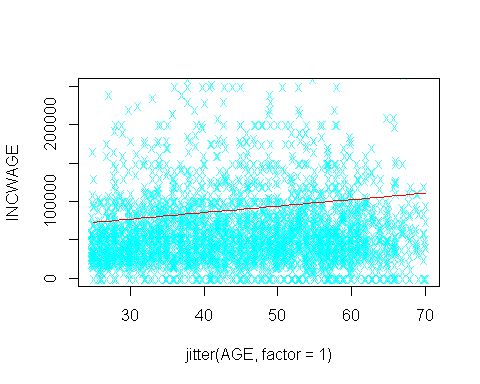 INCWAGE
200000
100000
0
30 40 50 60 70
jitter(AGE, factor = 1)